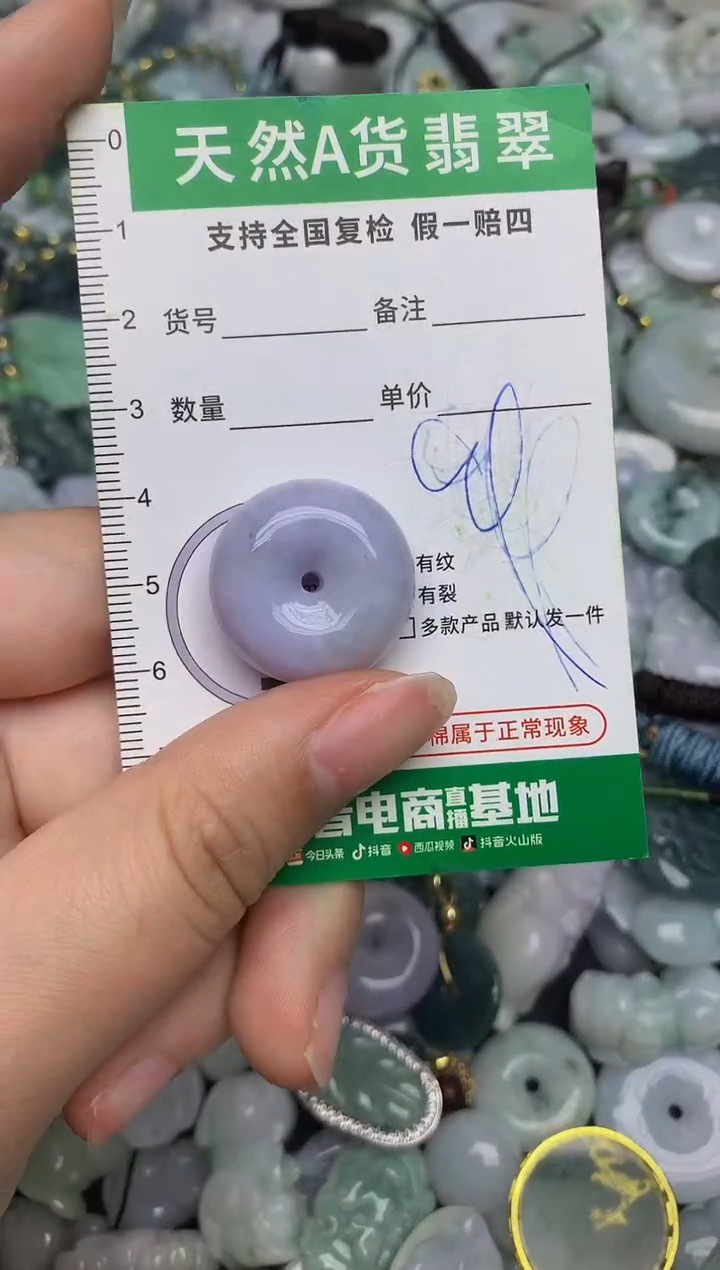 天然A货翡翠
支持全国复检 假一赔四
0
1
2
3
4
5
6
货号 备注
数量 单价
有纹
有裂
多款产品 默认发一件
棉属于正常现象
音电商直播基地
今日头条 抖音 西瓜视频 抖音火山版